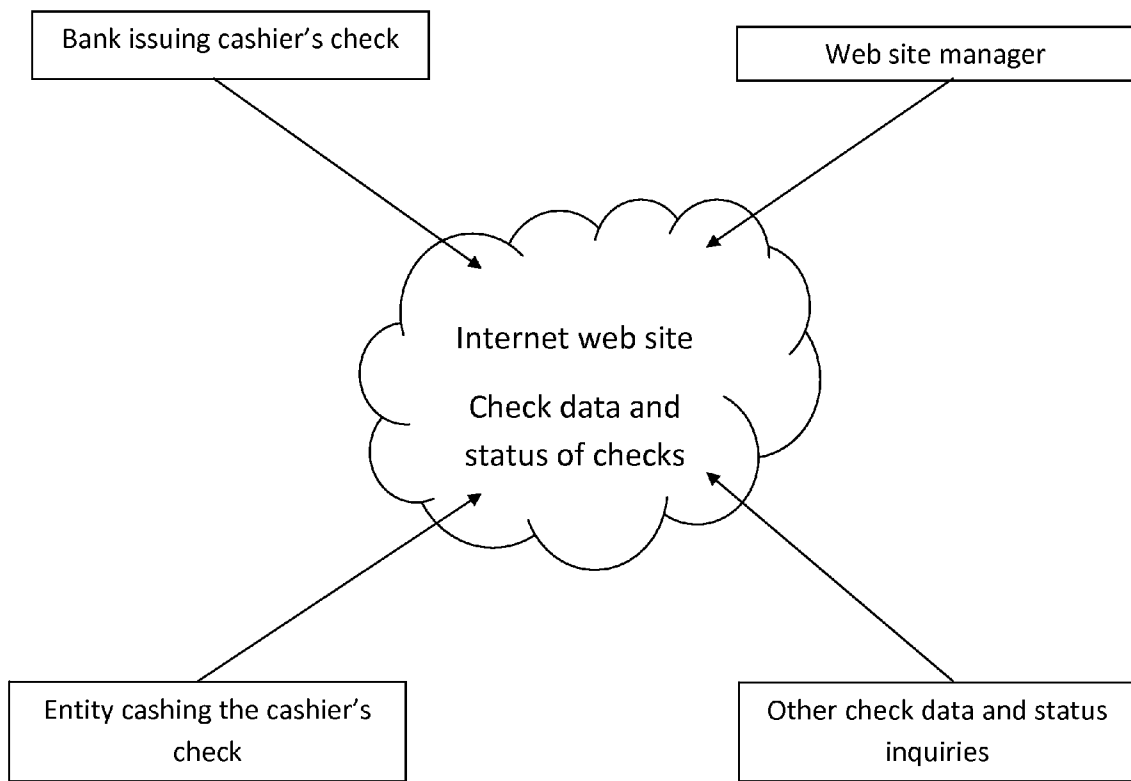 Bank issuing cashier’s check
Web site manager
Internet web site
Check data and
status of checks
Entity cashing the cashier’s
check
Other check data and status
inquiries